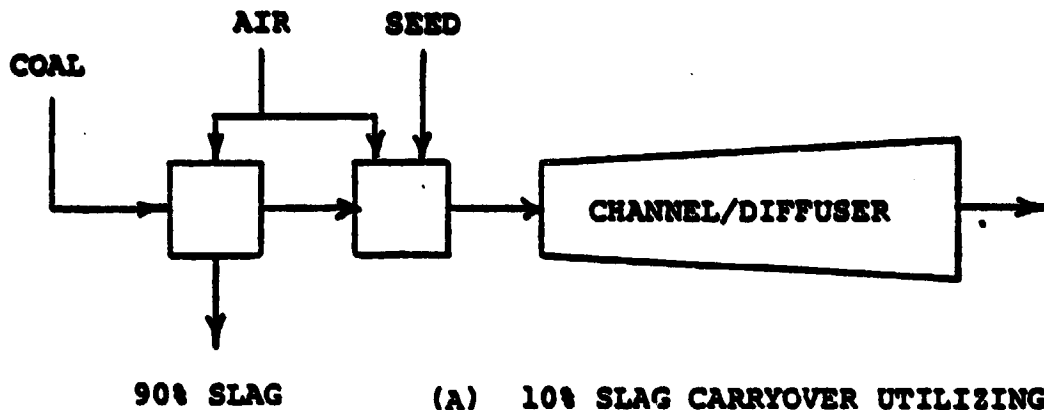 AIR SEED
COAL
CHANNEL/DIFFUSER
90% SLAG
(A) 10% SLAG CARRYOVER UTILIZING